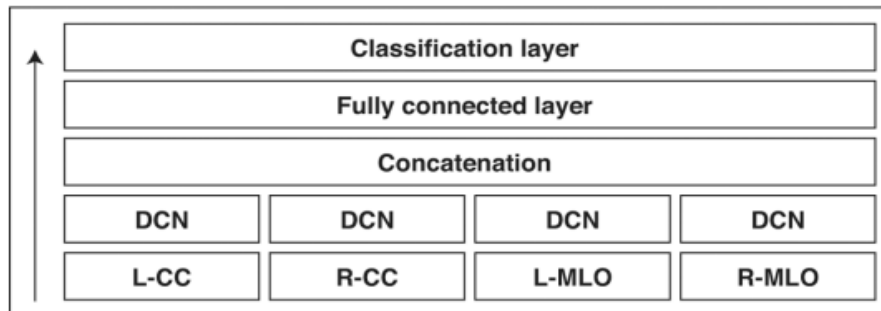 Classification layer
Fully connected layer
Concatenation
DCN DCN DCN DCN
L-CC R-CC L-MLO R-MLO